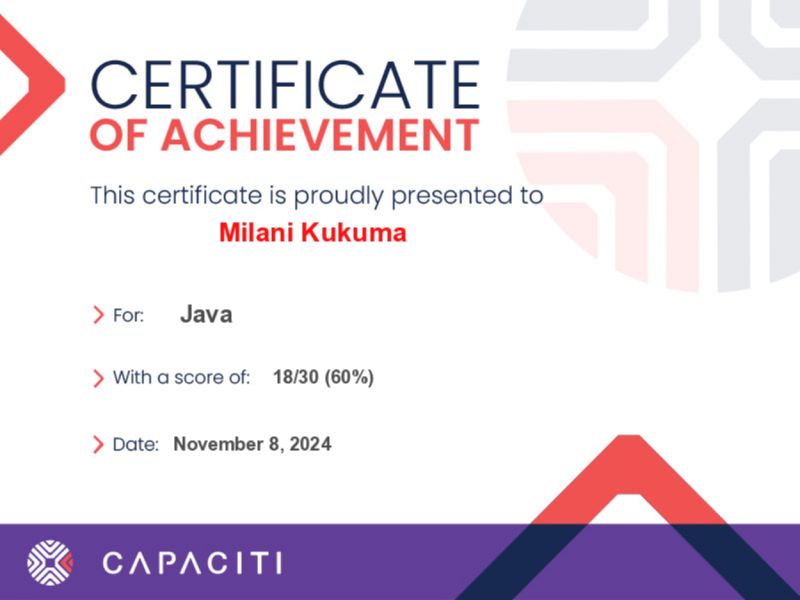 CERTIFICATE
OF ACHIEVEMENT
This certificate is proudly presented to
Milani Kukuma
For: Java
With a score of: 18/30 (60%)
Date: November 8, 2024
CAPACITI